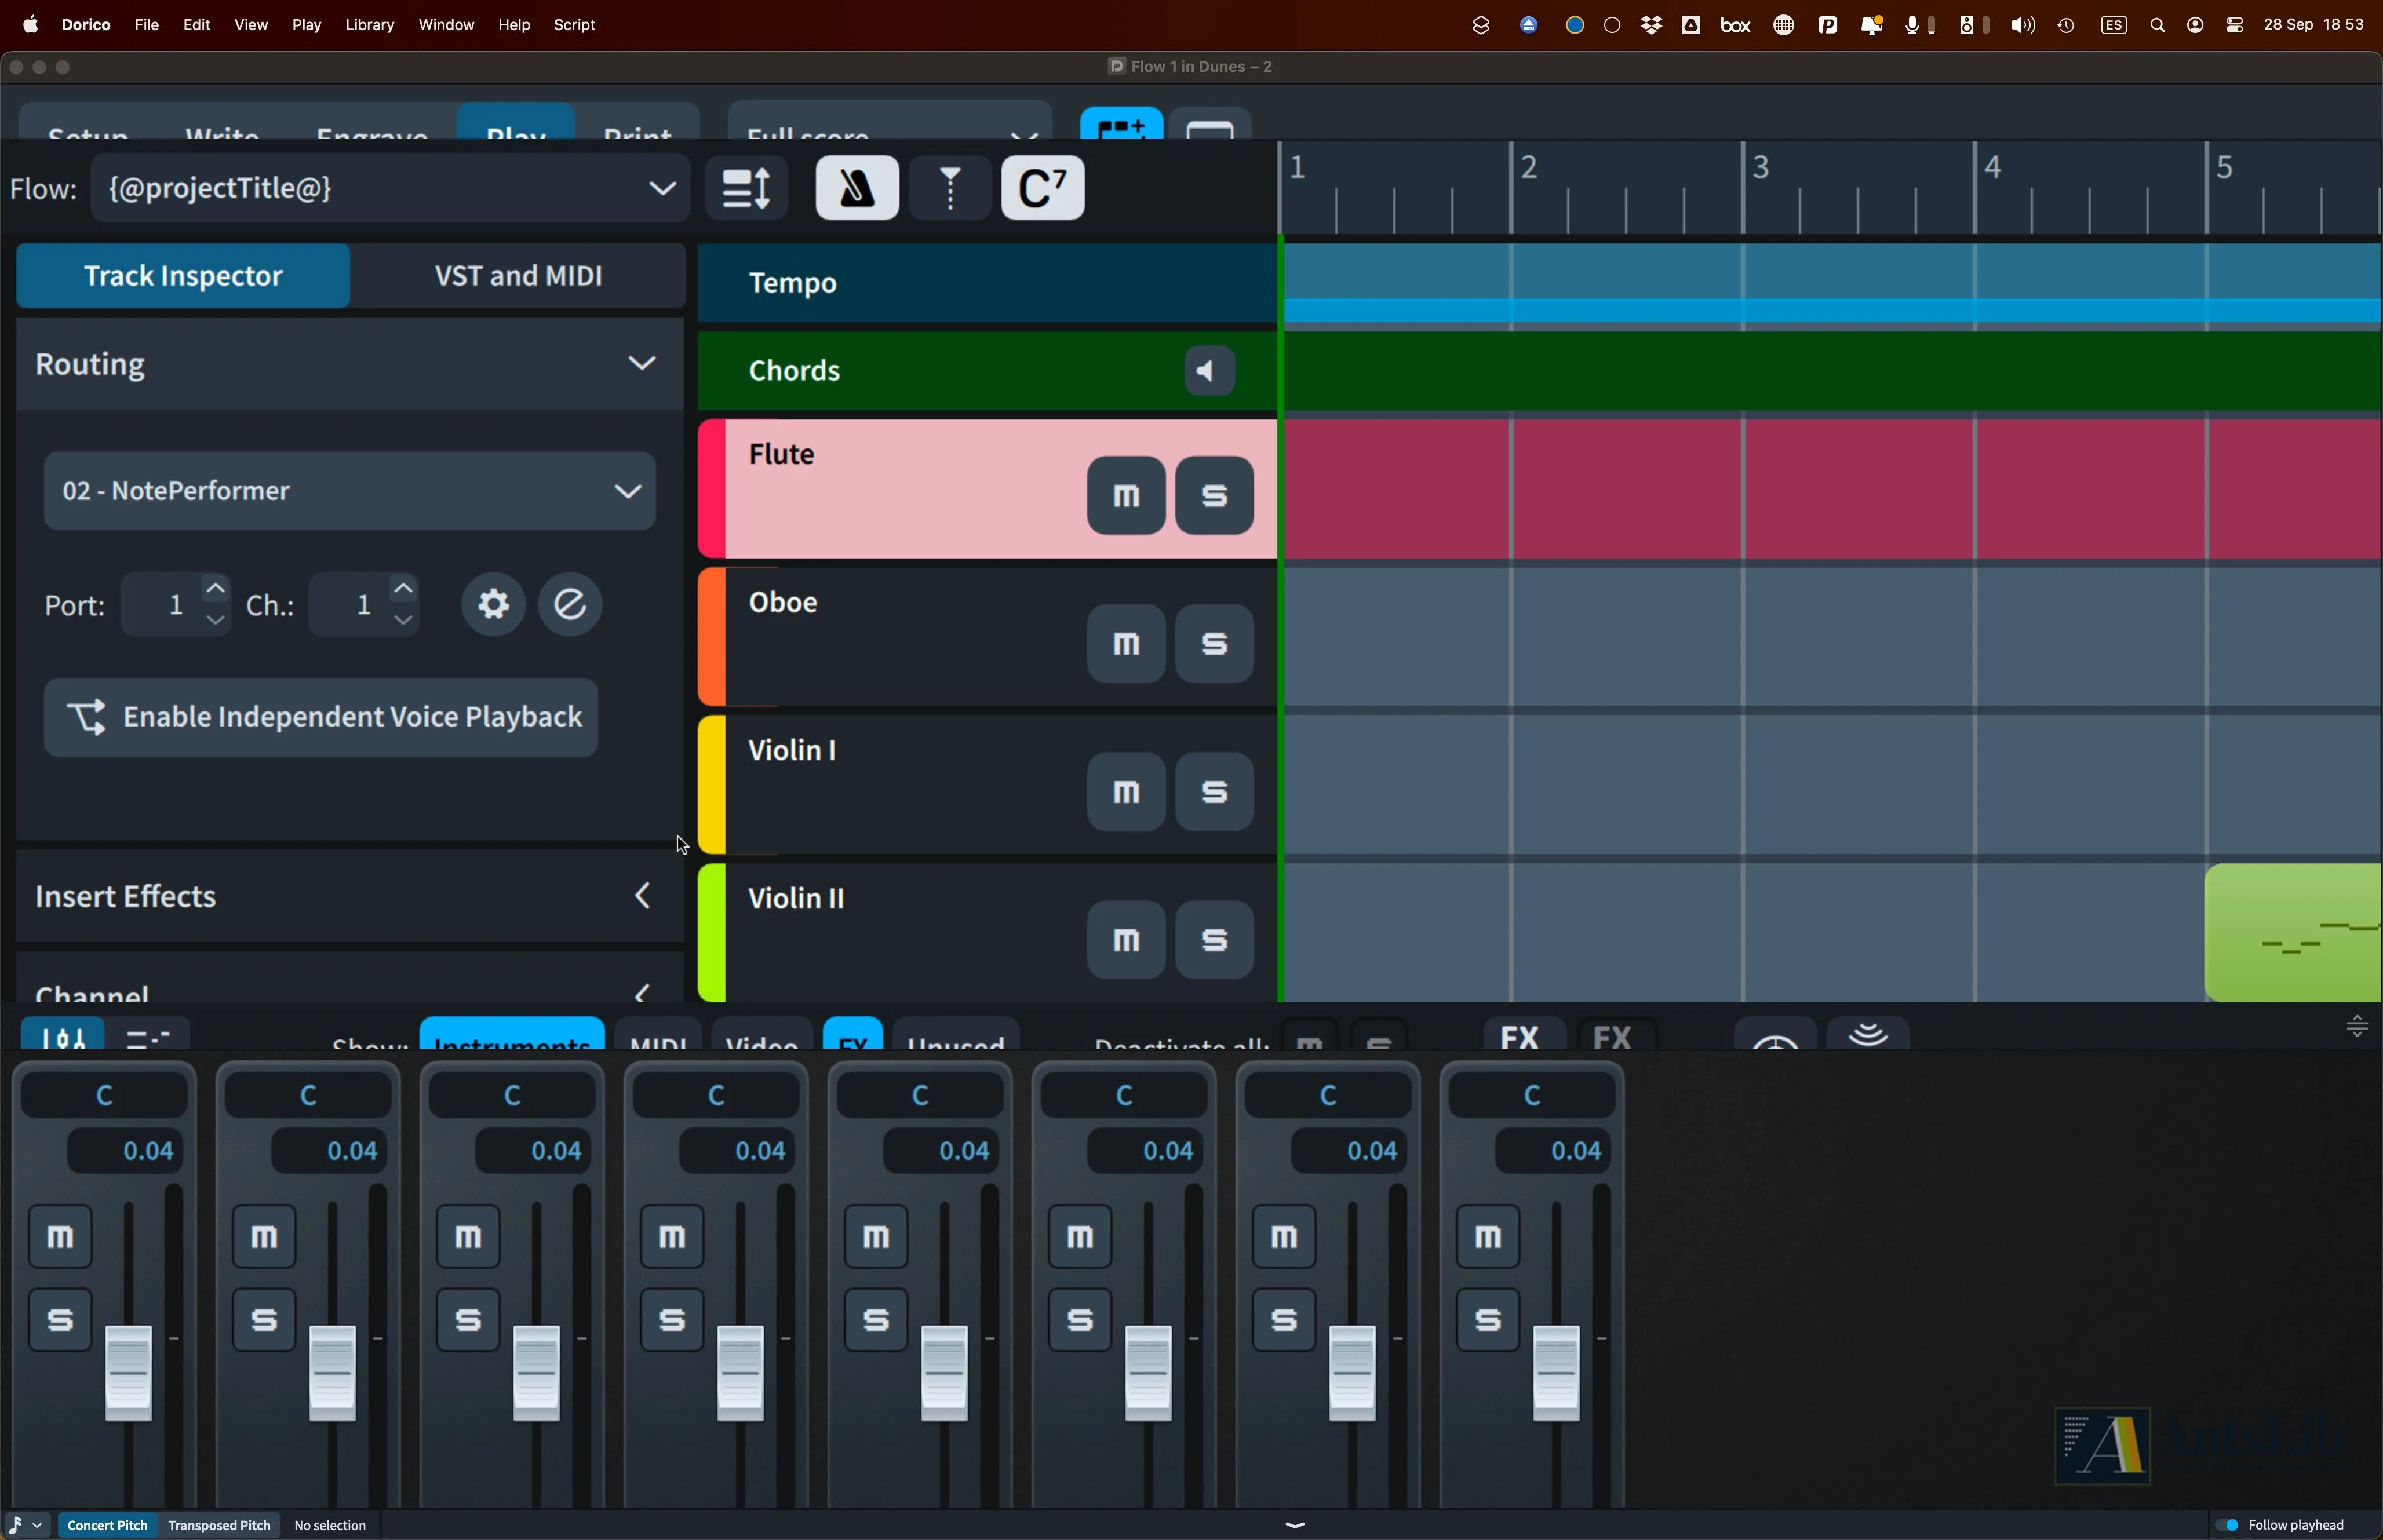 Dorico File Edit View Play Library Window Help Script box ES 28 Sep 18 53
Flow 1 in Dunes – 2
Setup Write Engrave Play Print Full score
Flow: {@projectTitle@} C7 1 2 3 4 5
Track Inspector VST and MIDI
Tempo
Routing
Chords
Flute
02 - NotePerformer
m s
Port: 1 Ch.: 1
Oboe
m s
Enable Independent Voice Playback
Violin I
m s
Insert Effects
Violin II
m s
Channel
Show: Instruments MIDI Video FX Unused Deactivate all: m s FX FX
C C C C C C C C
0.04 0.04 0.04 0.04 0.04 0.04 0.04 0.04
m m m m m m m m
s s s s s s s s
A
Concert Pitch Transposed Pitch No selection Follow playhead